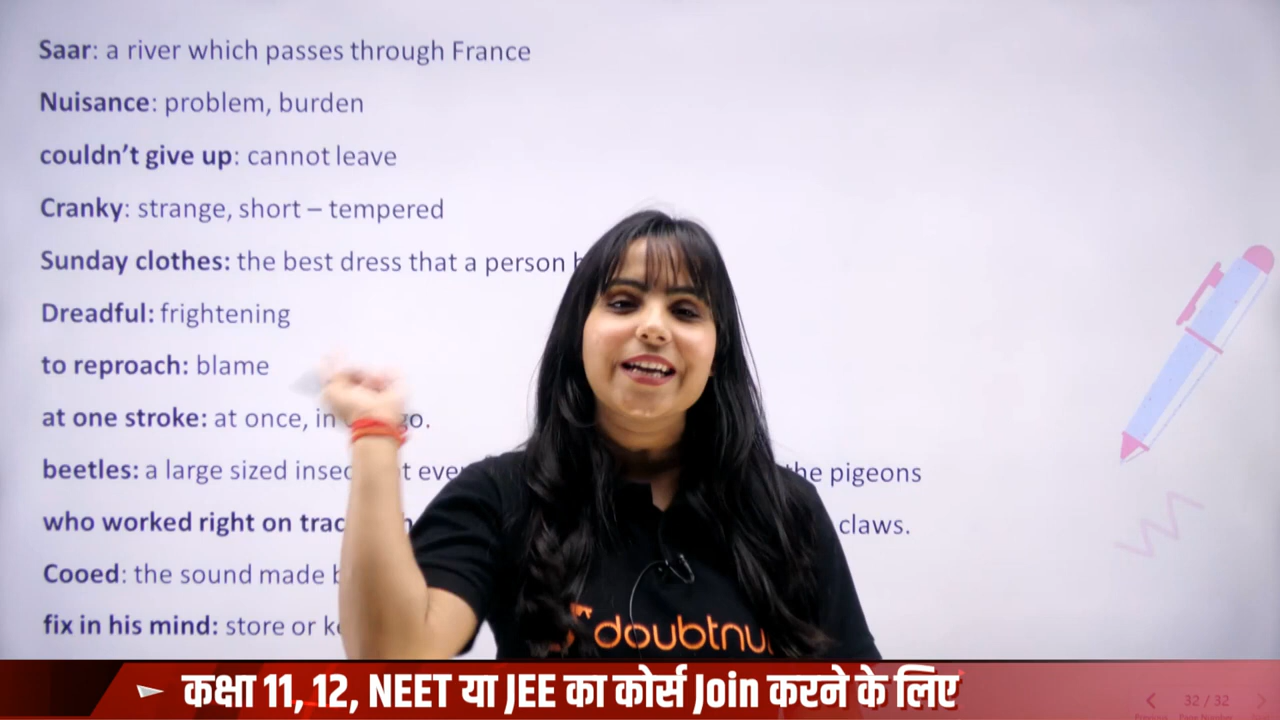 Saar: a river which passes through France
Nuisance: problem, burden
couldn't give up: cannot leave
Cranky: strange, short – tempered
Sunday clothes: the best dress that a person
Dreadful: frightening
to reproach: blame
at one stroke: at once, in go.
beetles: a large sized the pigeons
who worked right on claws.
Cooed: the sound made
fix in his mind: store or
doubtnu
कक्षा 11, 12, NEET या JEE का कोर्स Join करने के लिए
32 / 32